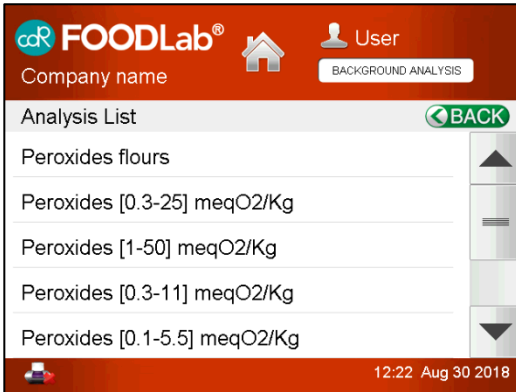 cdR FOODLab®
User
Company name
BACKGROUND ANALYSIS
Analysis List
BACK
Peroxides flours
Peroxides [0.3-25] meqO2/Kg
Peroxides [1-50] meqO2/Kg
Peroxides [0.3-11] meqO2/Kg
Peroxides [0.1-5.5] meqO2/Kg
12:22 Aug 30 2018